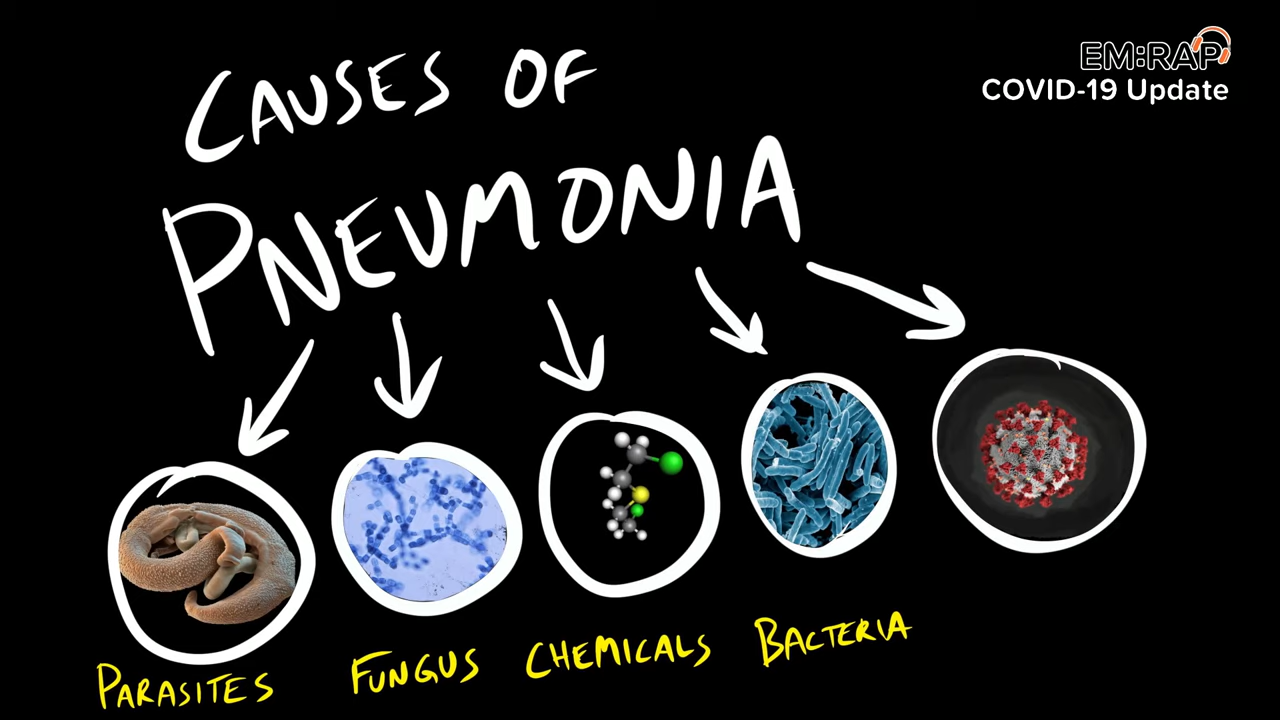 CAUSES OF
PNEUMONIA
EM:RAP
COVID-19 Update
PARASITES
FUNGUS
CHEMICALS
BACTERIA